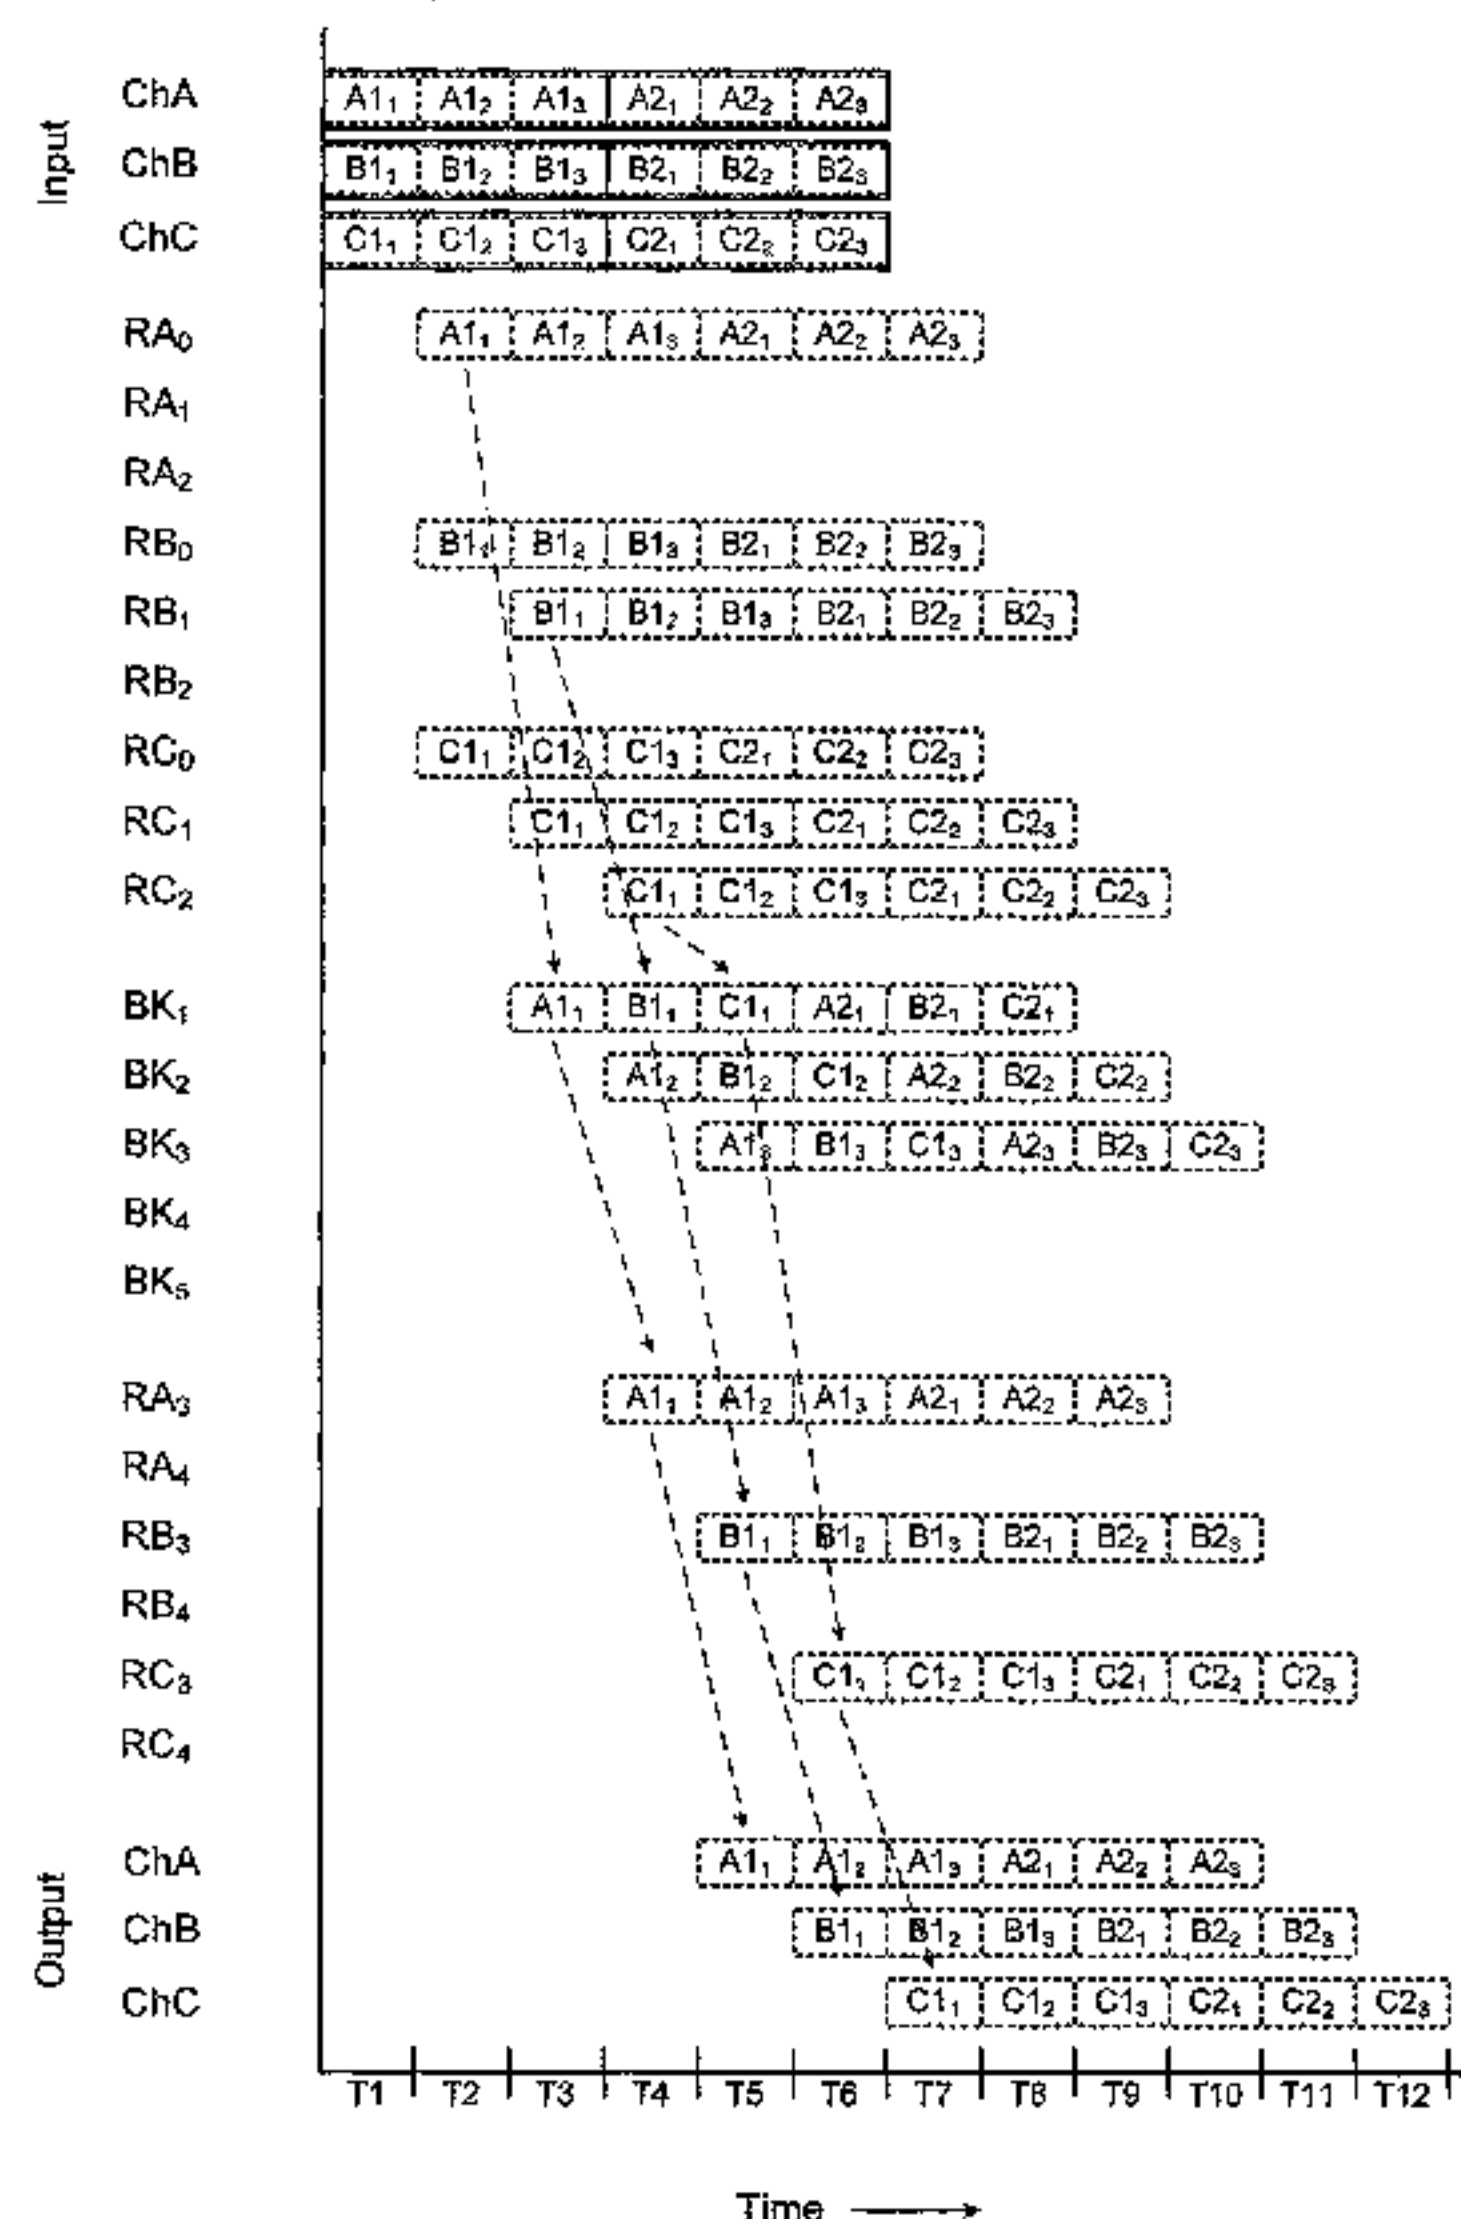 Input
ChA A1₁ A1₂ A1₃ A2₁ A2₂ A2₃
ChB B1₁ B1₂ B1₃ B2₁ B2₂ B2₃
ChC C1₁ C1₂ C1₃ C2₁ C2₂ C2₃
RA₀ A1₁ A1₂ A1₃ A2₁ A2₂ A2₃
RA₁
RA₂
RB₀ B1₁ B1₂ B1₃ B2₁ B2₂ B2₃
RB₁ B1₁ B1₂ B1₃ B2₁ B2₂ B2₃
RB₂
RC₀ C1₁ C1₂ C1₃ C2₁ C2₂ C2₃
RC₁ C1₁ C1₂ C1₃ C2₁ C2₂ C2₃
RC₂ C1₁ C1₂ C1₃ C2₁ C2₂ C2₃
BK₁ A1₁ B1₁ C1₁ A2₁ B2₁ C2₁
BK₂ A1₂ B1₂ C1₂ A2₂ B2₂ C2₂
BK₃ A1₃ B1₃ C1₃ A2₃ B2₃ C2₃
BK₄
BK₅
RA₃ A1₁ A1₂ A1₃ A2₁ A2₂ A2₃
RA₄
RB₃ B1₁ B1₂ B1₃ B2₁ B2₂ B2₃
RB₄
RC₃ C1₁ C1₂ C1₃ C2₁ C2₂ C2₃
RC₄
Output
ChA A1₁ A1₂ A1₃ A2₁ A2₂ A2₃
ChB B1₁ B1₂ B1₃ B2₁ B2₂ B2₃
ChC C1₁ C1₂ C1₃ C2₁ C2₂ C2₃
T1 T2 T3 T4 T5 T6 T7 T8 T9 T10 T11 T12
Time